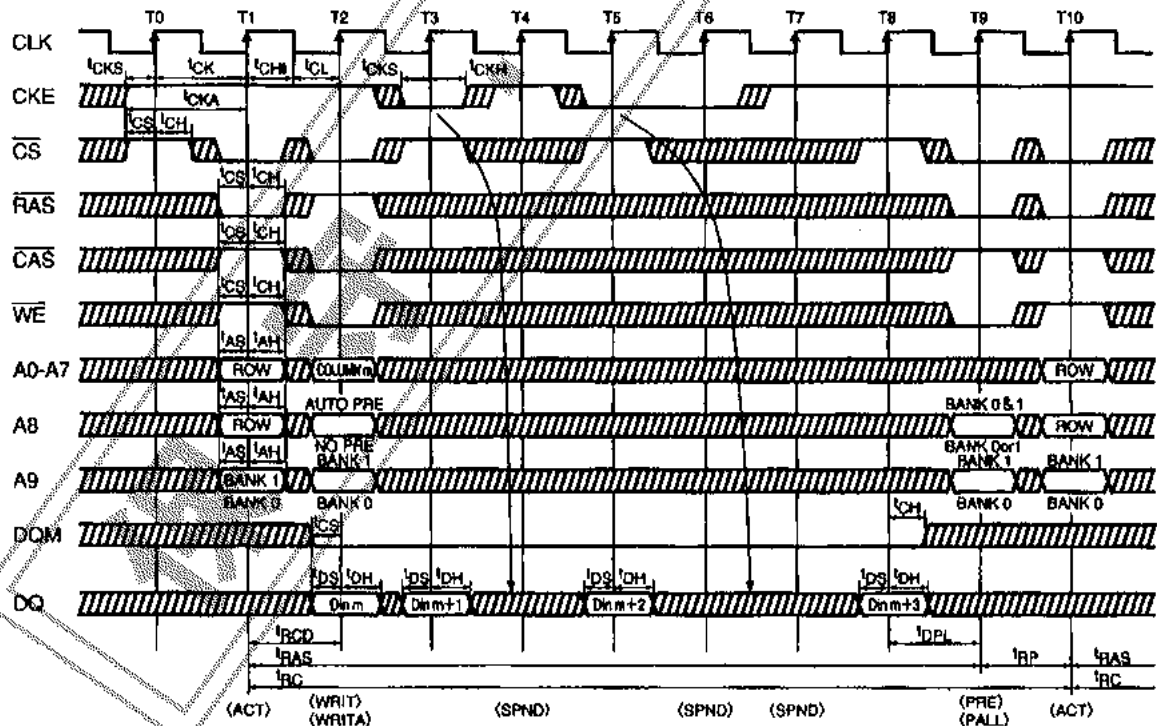 T0 T1 T2 T3 T4 T5 T6 T7 T8 T9 T10
CLK
tCKS tCK tCHI tCL tCKS tCKH
CKE
tCKA
tCS tCH
CS
tCS tCH
RAS
tCS tCH
CAS
tCS tCH
WE
tAS tAH
A0-A7 ROW COLUMN m ROW
tAS tAH AUTO PRE BANK 0 & 1
A8 ROW ROW
NO PRE BANK 0 or 1
tAS tAH BANK 1 BANK 1 BANK 1
A9 BANK 1
BANK 0 BANK 0 BANK 0 BANK 0
tCS tCH
DQM
tDS tDH tDS tDH tDS tDH tDS tDH
DQ Din m Din m+1 Din m+2 Din m+3
tRCD tDPL
tRAS tRP tRAS
tRC tRC
(ACT) (WRIT) (SPND) (SPND) (SPND) (PRE) (ACT)
(WRITA) (PALL)